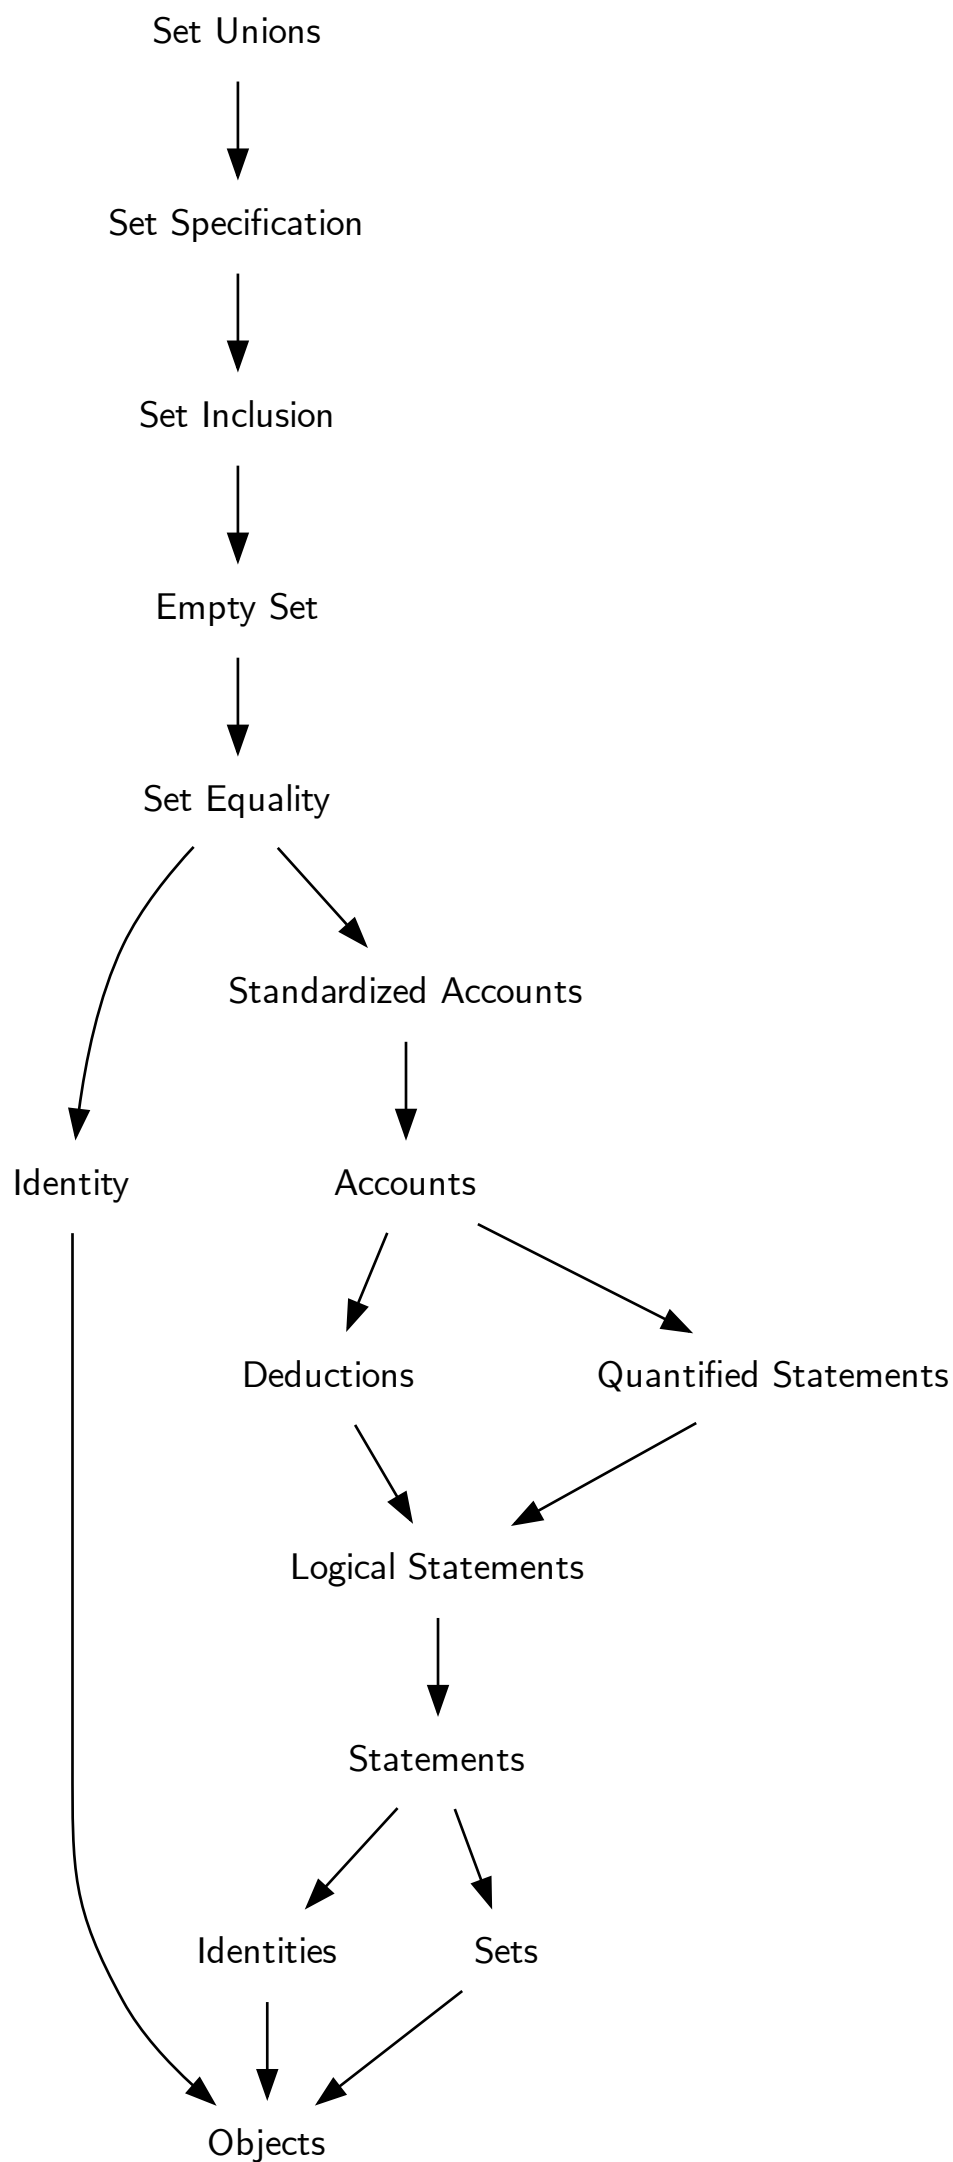 Set Unions
Set Specification
Set Inclusion
Empty Set
Set Equality
Standardized Accounts
Identity
Accounts
Deductions
Quantified Statements
Logical Statements
Statements
Identities
Sets
Objects